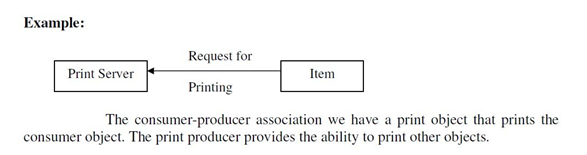 Example:
Request for
Print Server
Item
Printing
The consumer-producer association we have a print object that prints the
consumer object. The print producer provides the ability to print other objects.